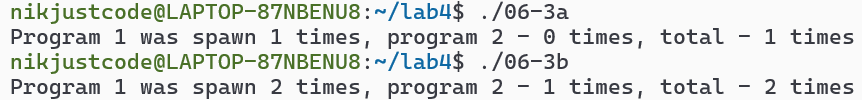 nikjustcode@LAPTOP-87NBENU8:~/lab4$ ./06-3a
Program 1 was spawn 1 times, program 2 - 0 times, total - 1 times
nikjustcode@LAPTOP-87NBENU8:~/lab4$ ./06-3b
Program 1 was spawn 2 times, program 2 - 1 times, total - 2 times